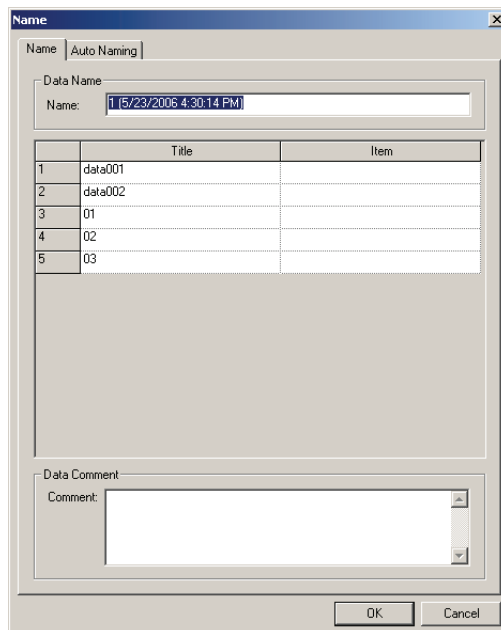 Name
Name Auto Naming
Data Name
Name: 1 (5/23/2006 4:30:14 PM)
Title Item
1 data001
2 data002
3 01
4 02
5 03
Data Comment
Comment:
OK Cancel